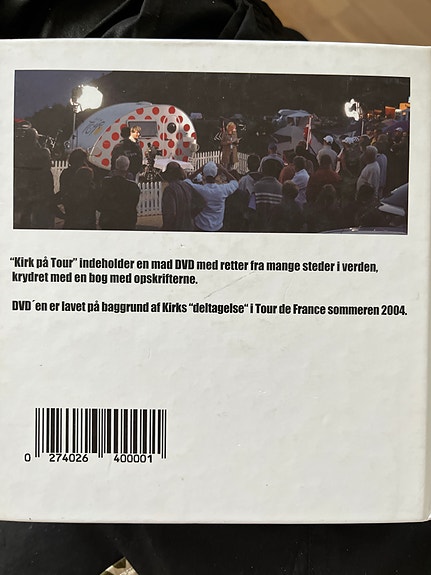 “Kirk på Tour” indeholder en mad DVD med retter fra mange steder i verden,
krydret med en bog med opskrifterne.
DVD´en er lavet på baggrund af Kirks “deltagelse“ i Tour de France sommeren 2004.
0 274026 400001